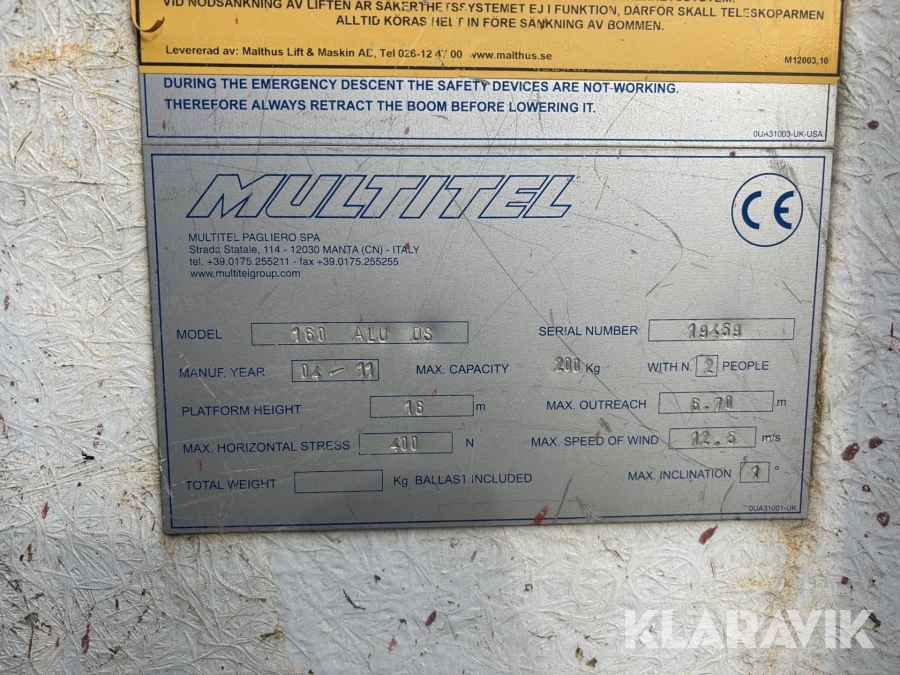 VID NÖDSÄNKNING AV LIFTEN ÄR SÄKERHETSSYSTEMET EJ I FUNKTION, DÄRFÖR SKALL TELESKOPARMEN
ALLTID KÖRAS HELT IN FÖRE SÄNKNING AV BOMMEN.
Levererad av: Malthus Lift & Maskin AB, Tel 026-12 47 00 www.malthus.se
M12003,10
DURING THE EMERGENCY DESCENT THE SAFETY DEVICES ARE NOT WORKING.
THEREFORE ALWAYS RETRACT THE BOOM BEFORE LOWERING IT.
0UA31003-UK-USA
MULTITEL
CE
MULTITEL PAGLIERO SPA
Strada Statale, 114 - 12030 MANTA (CN) - ITALY
tel. +39.0175.255211 - fax +39.0175.255255
www.multitelgroup.com
MODEL 160 ALU DS SERIAL NUMBER 19459
MANUF. YEAR 04-11 MAX. CAPACITY 200 Kg WITH N. 2 PEOPLE
PLATFORM HEIGHT 16 m MAX. OUTREACH 6.70 m
MAX. HORIZONTAL STRESS 400 N MAX. SPEED OF WIND 12.5 m/s
TOTAL WEIGHT Kg BALLAST INCLUDED MAX. INCLINATION 1 °
0UA31001-UK
KLARAVIK